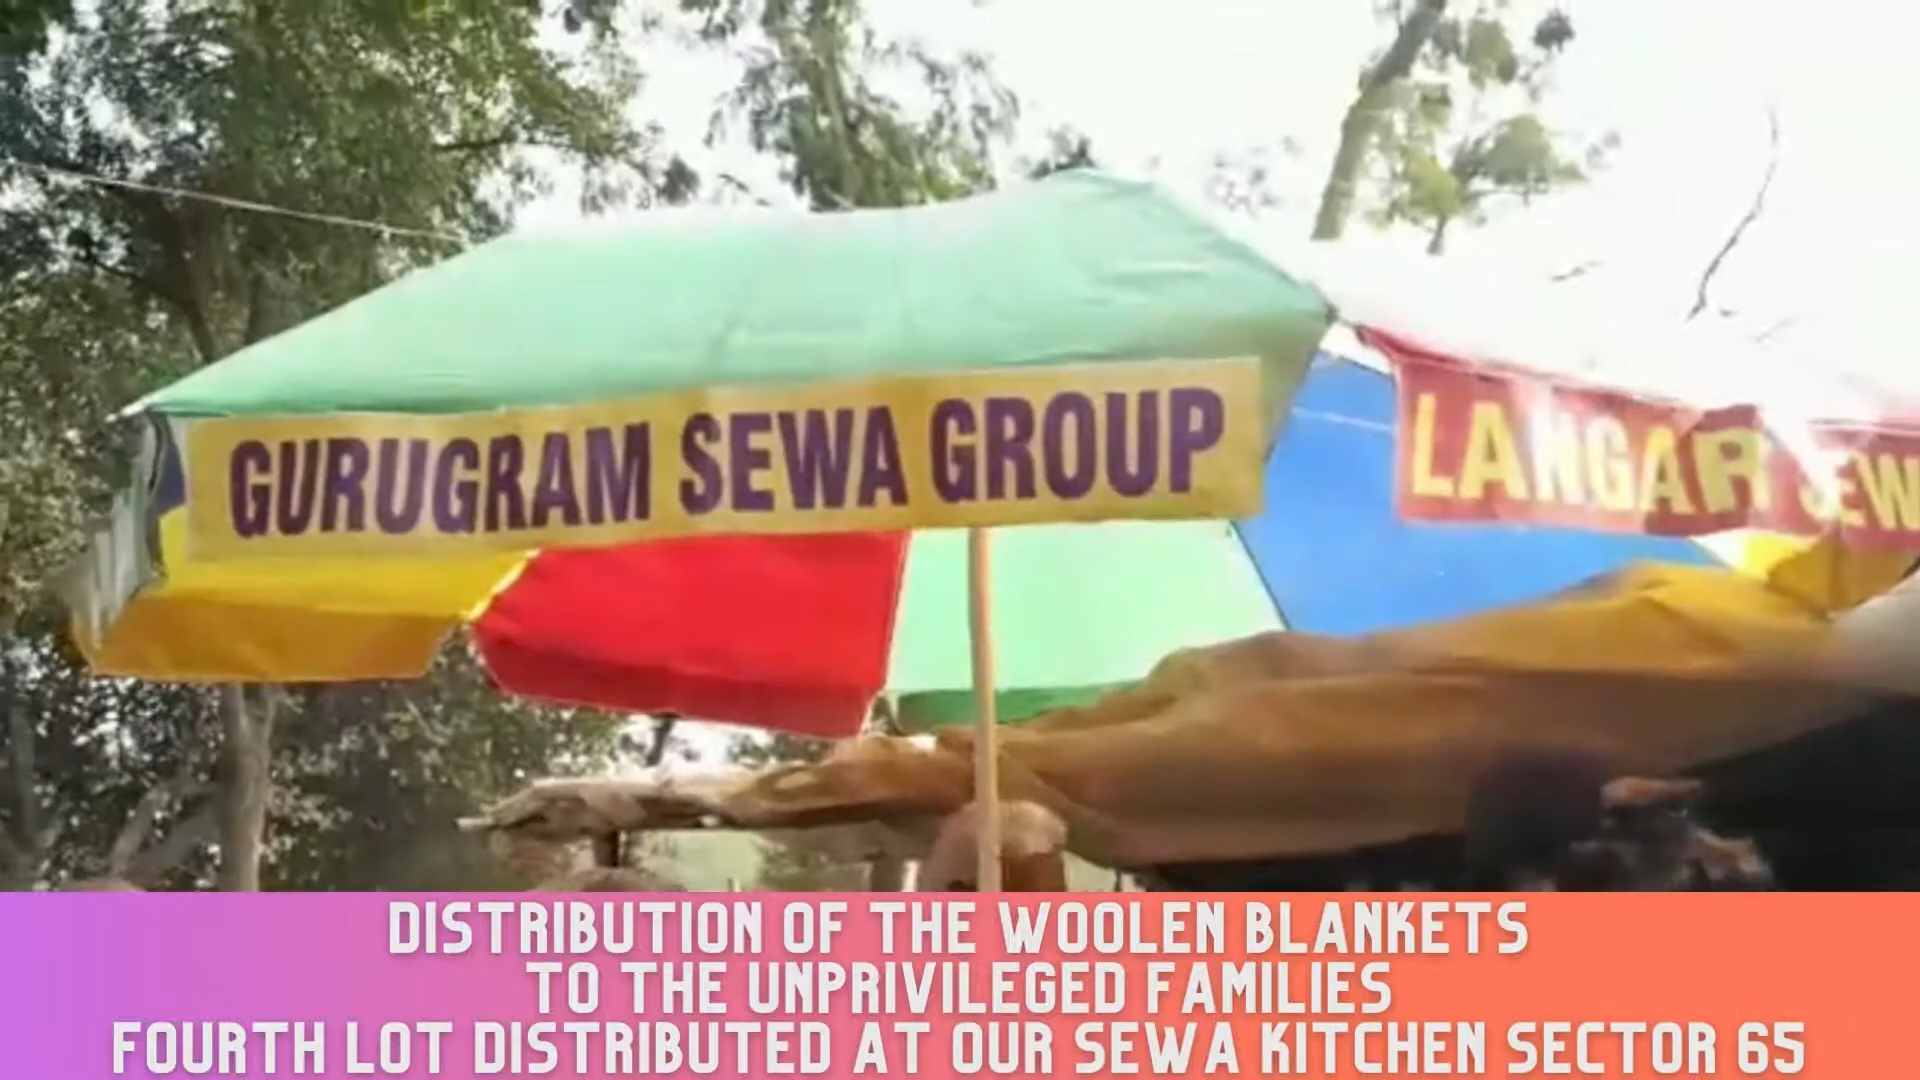 GURUGRAM SEWA GROUP
LANGAR SEW
DISTRIBUTION OF THE WOOLEN BLANKETS
TO THE UNPRIVILEGED FAMILIES
FOURTH LOT DISTRIBUTED AT OUR SEWA KITCHEN SECTOR 65